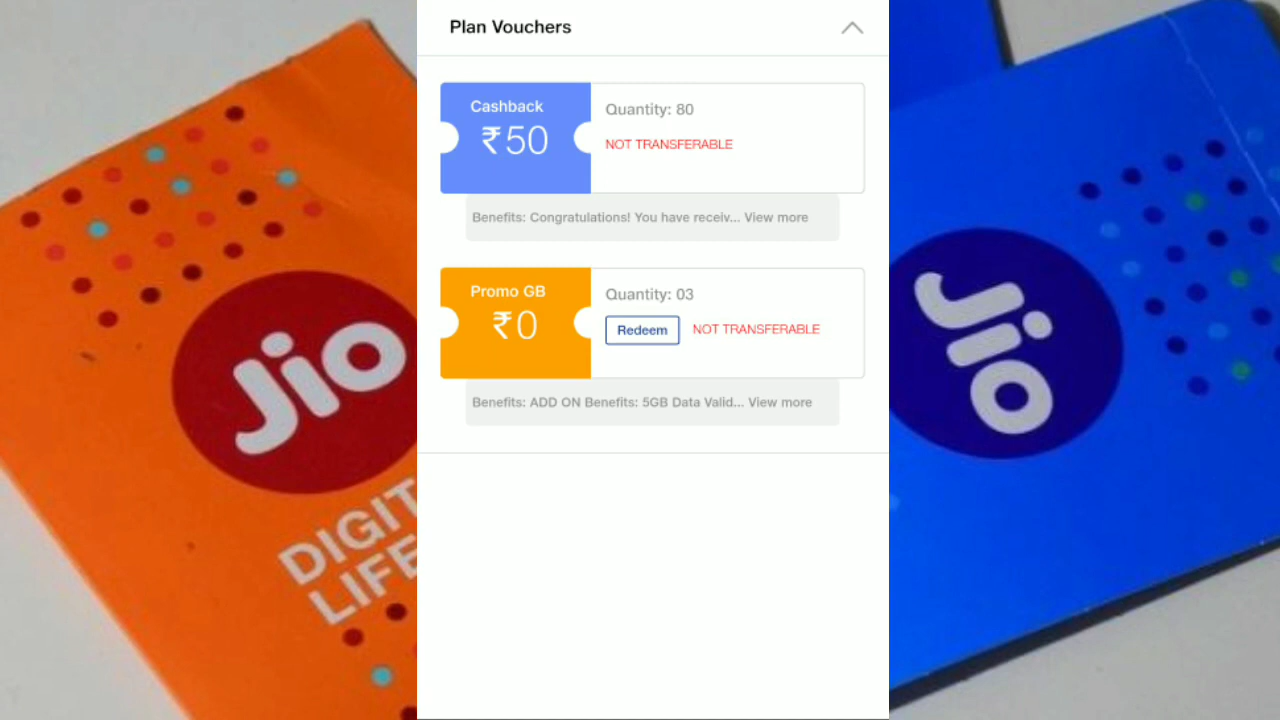 Plan Vouchers
Cashback
₹50
Quantity: 80
NOT TRANSFERABLE
Benefits: Congratulations! You have receiv... View more
Promo GB
₹0
Quantity: 03
Redeem
NOT TRANSFERABLE
Benefits: ADD ON Benefits: 5GB Data Valid... View more
Jio
DIGIT
LIFE
Jio